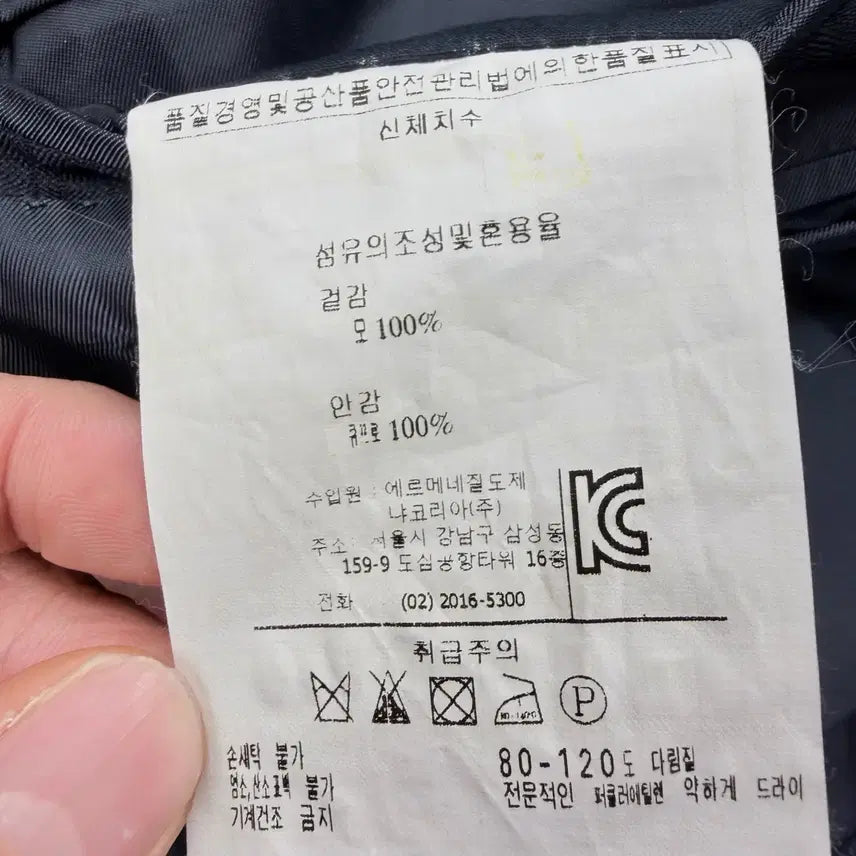 품질경영및공산품안전관리법에의한품질표시
신체치수
섬유의조성및혼용율
겉감
모 100%
안감
큐쁘로 100%
수입원 : 에르메네질도제
냐코리아(주)
주소: 서울시 강남구 삼성동
159-9 도심공항타워 16층
전화 (02) 2016-5300
KC
취급주의
P
손세탁 불가
염소,산소표백 불가
기계건조 금지
80-120도 다림질
전문적인 퍼클러에틸렌 약하게 드라이